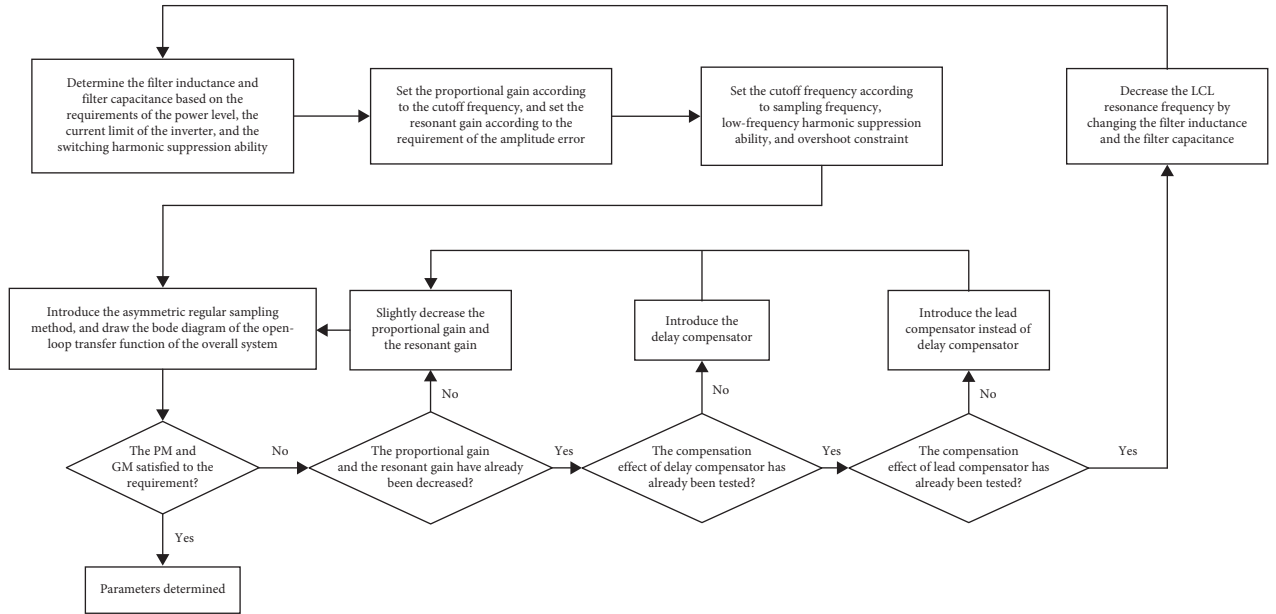 Determine the filter inductance and
filter capacitance based on the
requirements of the power level, the
current limit of the inverter, and the
switching harmonic suppression ability
Set the proportional gain according
to the cutoff frequency, and set the
resonant gain according to the
requirement of the amplitude error
Set the cutoff frequency according
to sampling frequency,
low-frequency harmonic suppression
ability, and overshoot constraint
Decrease the LCL
resonance frequency by
changing the filter inductance
and the filter capacitance
Introduce the asymmetric regular sampling
method, and draw the bode diagram of the open-
loop transfer function of the overall system
Slightly decrease the
proportional gain and
the resonant gain
Introduce the
delay compensator
Introduce the lead
compensator instead of
delay compensator
No
No
No
The PM and
GM satisfied to the
requirement?
No
The proportional gain
and the resonant gain have already
been decreased?
Yes
The compensation
effect of delay compensator has
already been tested?
Yes
The compensation
effect of lead compensator has
already been tested?
Yes
Yes
Parameters determined